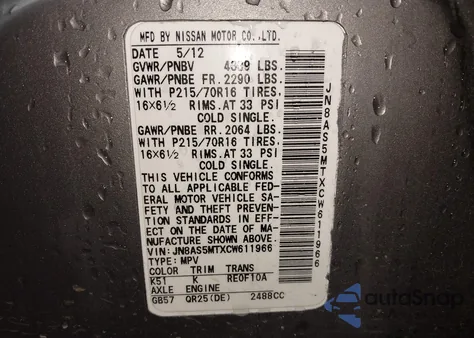 MFD BY NISSAN MOTOR CO.,LTD.
DATE 5/12
GVWR/PNBV LBS.
GAWR/PNBE FR. 2290 LBS.
WITH P215/70R16 TIRES.
16X6½ RIMS.AT 33 PSI
COLD SINGLE.
GAWR/PNBE RR. 2064 LBS.
WITH P215/70R16 TIRES.
16X6½ RIMS.AT 33 PSI
COLD SINGLE.
THIS VEHICLE CONFORMS
TO ALL APPLICABLE FED-
ERAL MOTOR VEHICLE SA-
FETY AND THEFT PREVEN-
TION STANDARDS IN EFF-
ECT ON THE DATE OF MA-
NUFACTURE SHOWN ABOVE.
VIN: JN8AS5MTXCW611966
TYPE: MPV
COLOR TRIM TRANS
K51 K RE0F10A
AXLE ENGINE
GB57 QR25(DE) 2488CC
JN8AS5MTXCW611966
autosnap